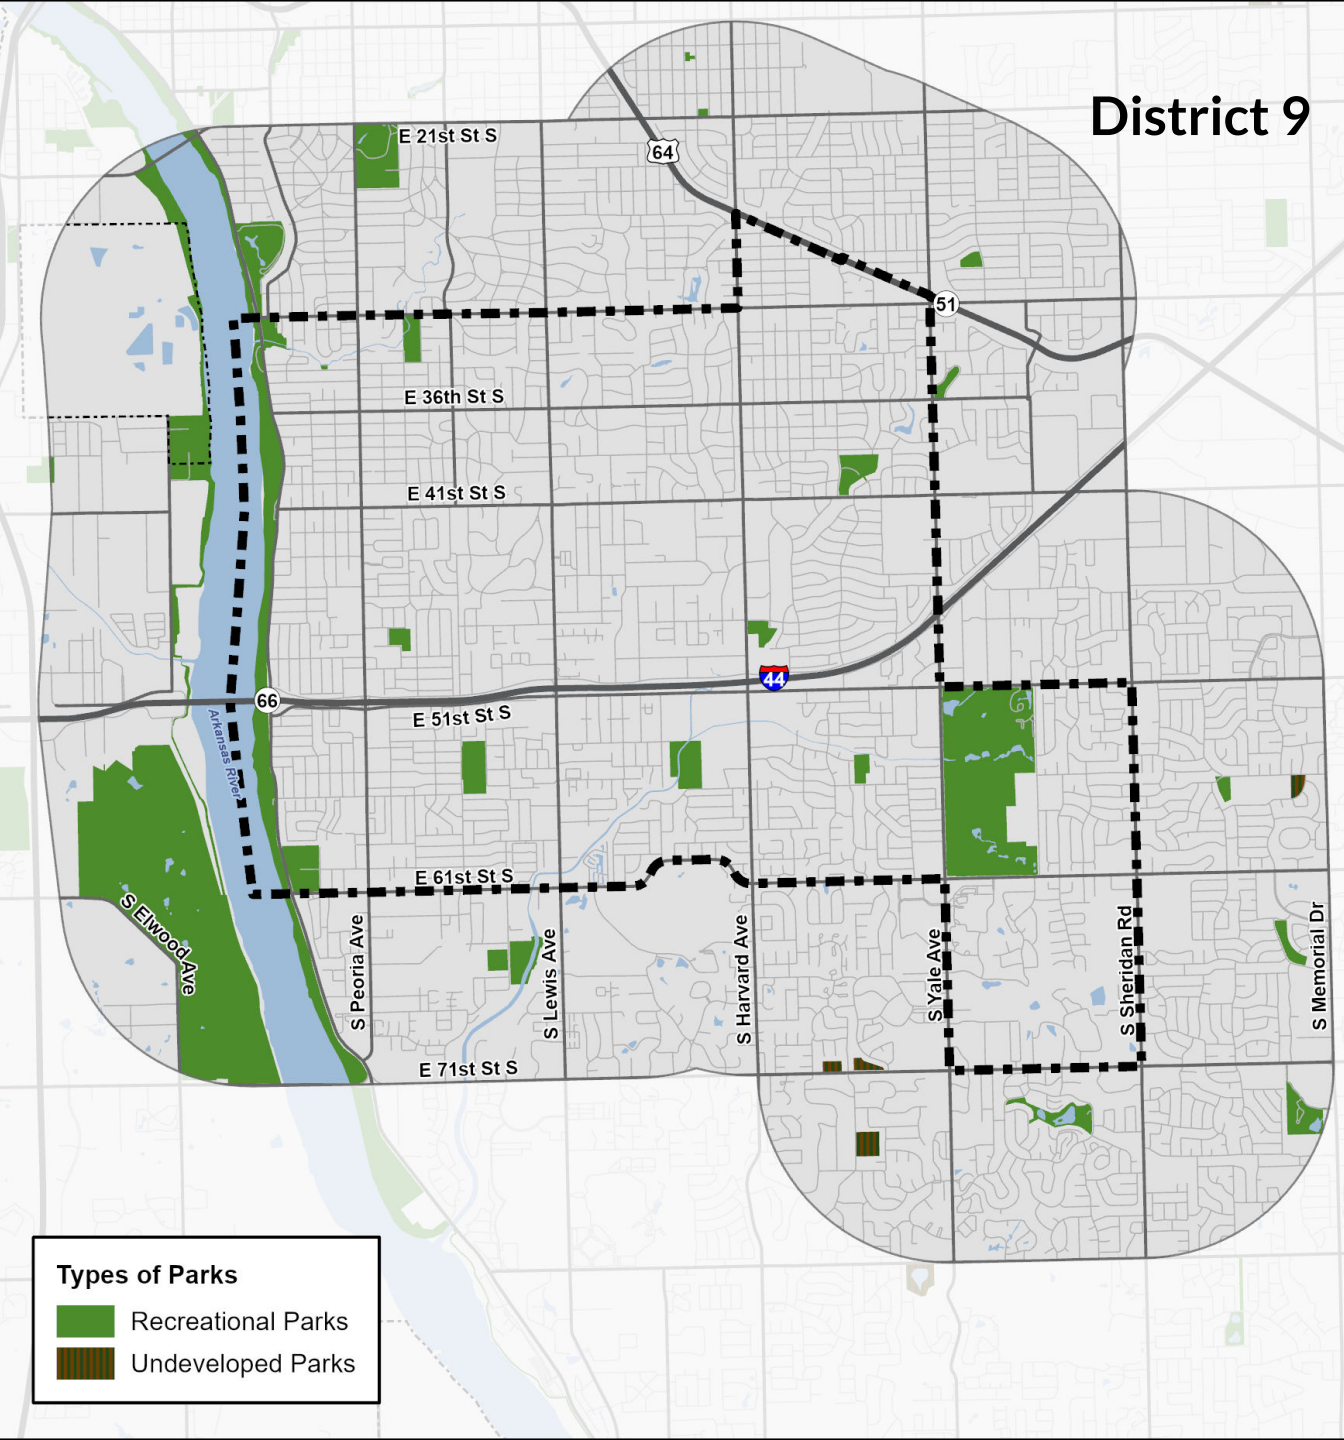 District 9
E 21st St S
64
51
E 36th St S
E 41st St S
44
66
E 51st St S
Arkansas River
E 61st St S
S Elwood Ave
S Peoria Ave
S Lewis Ave
S Harvard Ave
S Yale Ave
S Sheridan Rd
S Memorial Dr
E 71st St S
Types of Parks
Recreational Parks
Undeveloped Parks